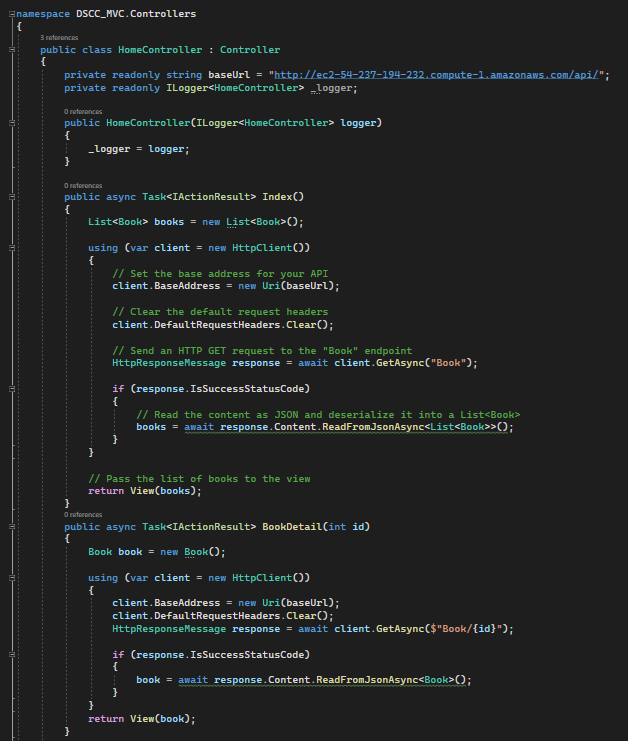 namespace DSCC_MVC.Controllers
{
3 references
public class HomeController : Controller
{
private readonly string baseUrl = "http://ec2-54-237-194-232.compute-1.amazonaws.com/api/";
private readonly ILogger<HomeController> _logger;
0 references
public HomeController(ILogger<HomeController> logger)
{
_logger = logger;
}
0 references
public async Task<IActionResult> Index()
{
List<Book> books = new List<Book>();
using (var client = new HttpClient())
{
// Set the base address for your API
client.BaseAddress = new Uri(baseUrl);
// Clear the default request headers
client.DefaultRequestHeaders.Clear();
// Send an HTTP GET request to the "Book" endpoint
HttpResponseMessage response = await client.GetAsync("Book");
if (response.IsSuccessStatusCode)
{
// Read the content as JSON and deserialize it into a List<Book>
books = await response.Content.ReadFromJsonAsync<List<Book>>();
}
}
// Pass the list of books to the view
return View(books);
}
0 references
public async Task<IActionResult> BookDetail(int id)
{
Book book = new Book();
using (var client = new HttpClient())
{
client.BaseAddress = new Uri(baseUrl);
client.DefaultRequestHeaders.Clear();
HttpResponseMessage response = await client.GetAsync($"Book/{id}");
if (response.IsSuccessStatusCode)
{
book = await response.Content.ReadFromJsonAsync<Book>();
}
}
return View(book);
}